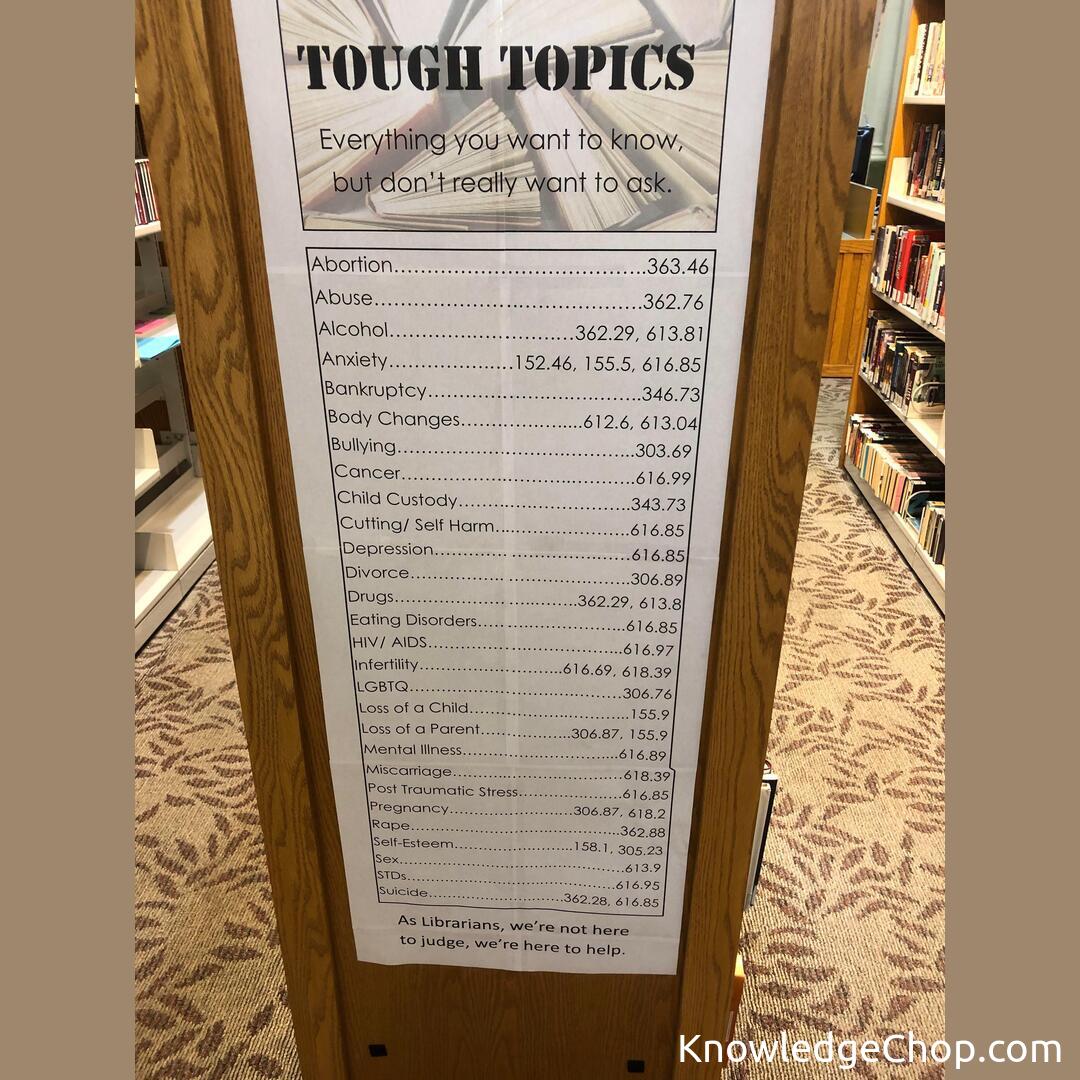 TOUGH TOPICS
Everything you want to know,
but don't really want to ask.
Abortion.......................................363.46
Abuse.........................................362.76
Alcohol............................362.29, 613.81
Anxiety...................152.46, 155.5, 616.85
Bankruptcy................................346.73
Body Changes..................612.6, 613.04
Bullying....................................303.69
Cancer...................................616.99
Child Custody..........................343.73
Cutting/ Self Harm....................616.85
Depression..............................616.85
Divorce.................................306.89
Drugs............................362.29, 613.8
Eating Disorders......................616.85
HIV/ AIDS.............................616.97
Infertility......................616.69, 618.39
LGBTQ................................306.76
Loss of a Child........................155.9
Loss of a Parent..............306.87, 155.9
Mental Illness.......................616.89
Miscarriage..........................618.39
Post Traumatic Stress................616.85
Pregnancy...................306.87, 618.2
Rape.................................362.88
Self-Esteem..................158.1, 305.23
Sex...................................613.9
STDs.................................616.95
Suicide.....................362.28, 616.85
As Librarians, we're not here
to judge, we're here to help.
KnowledgeChop.com